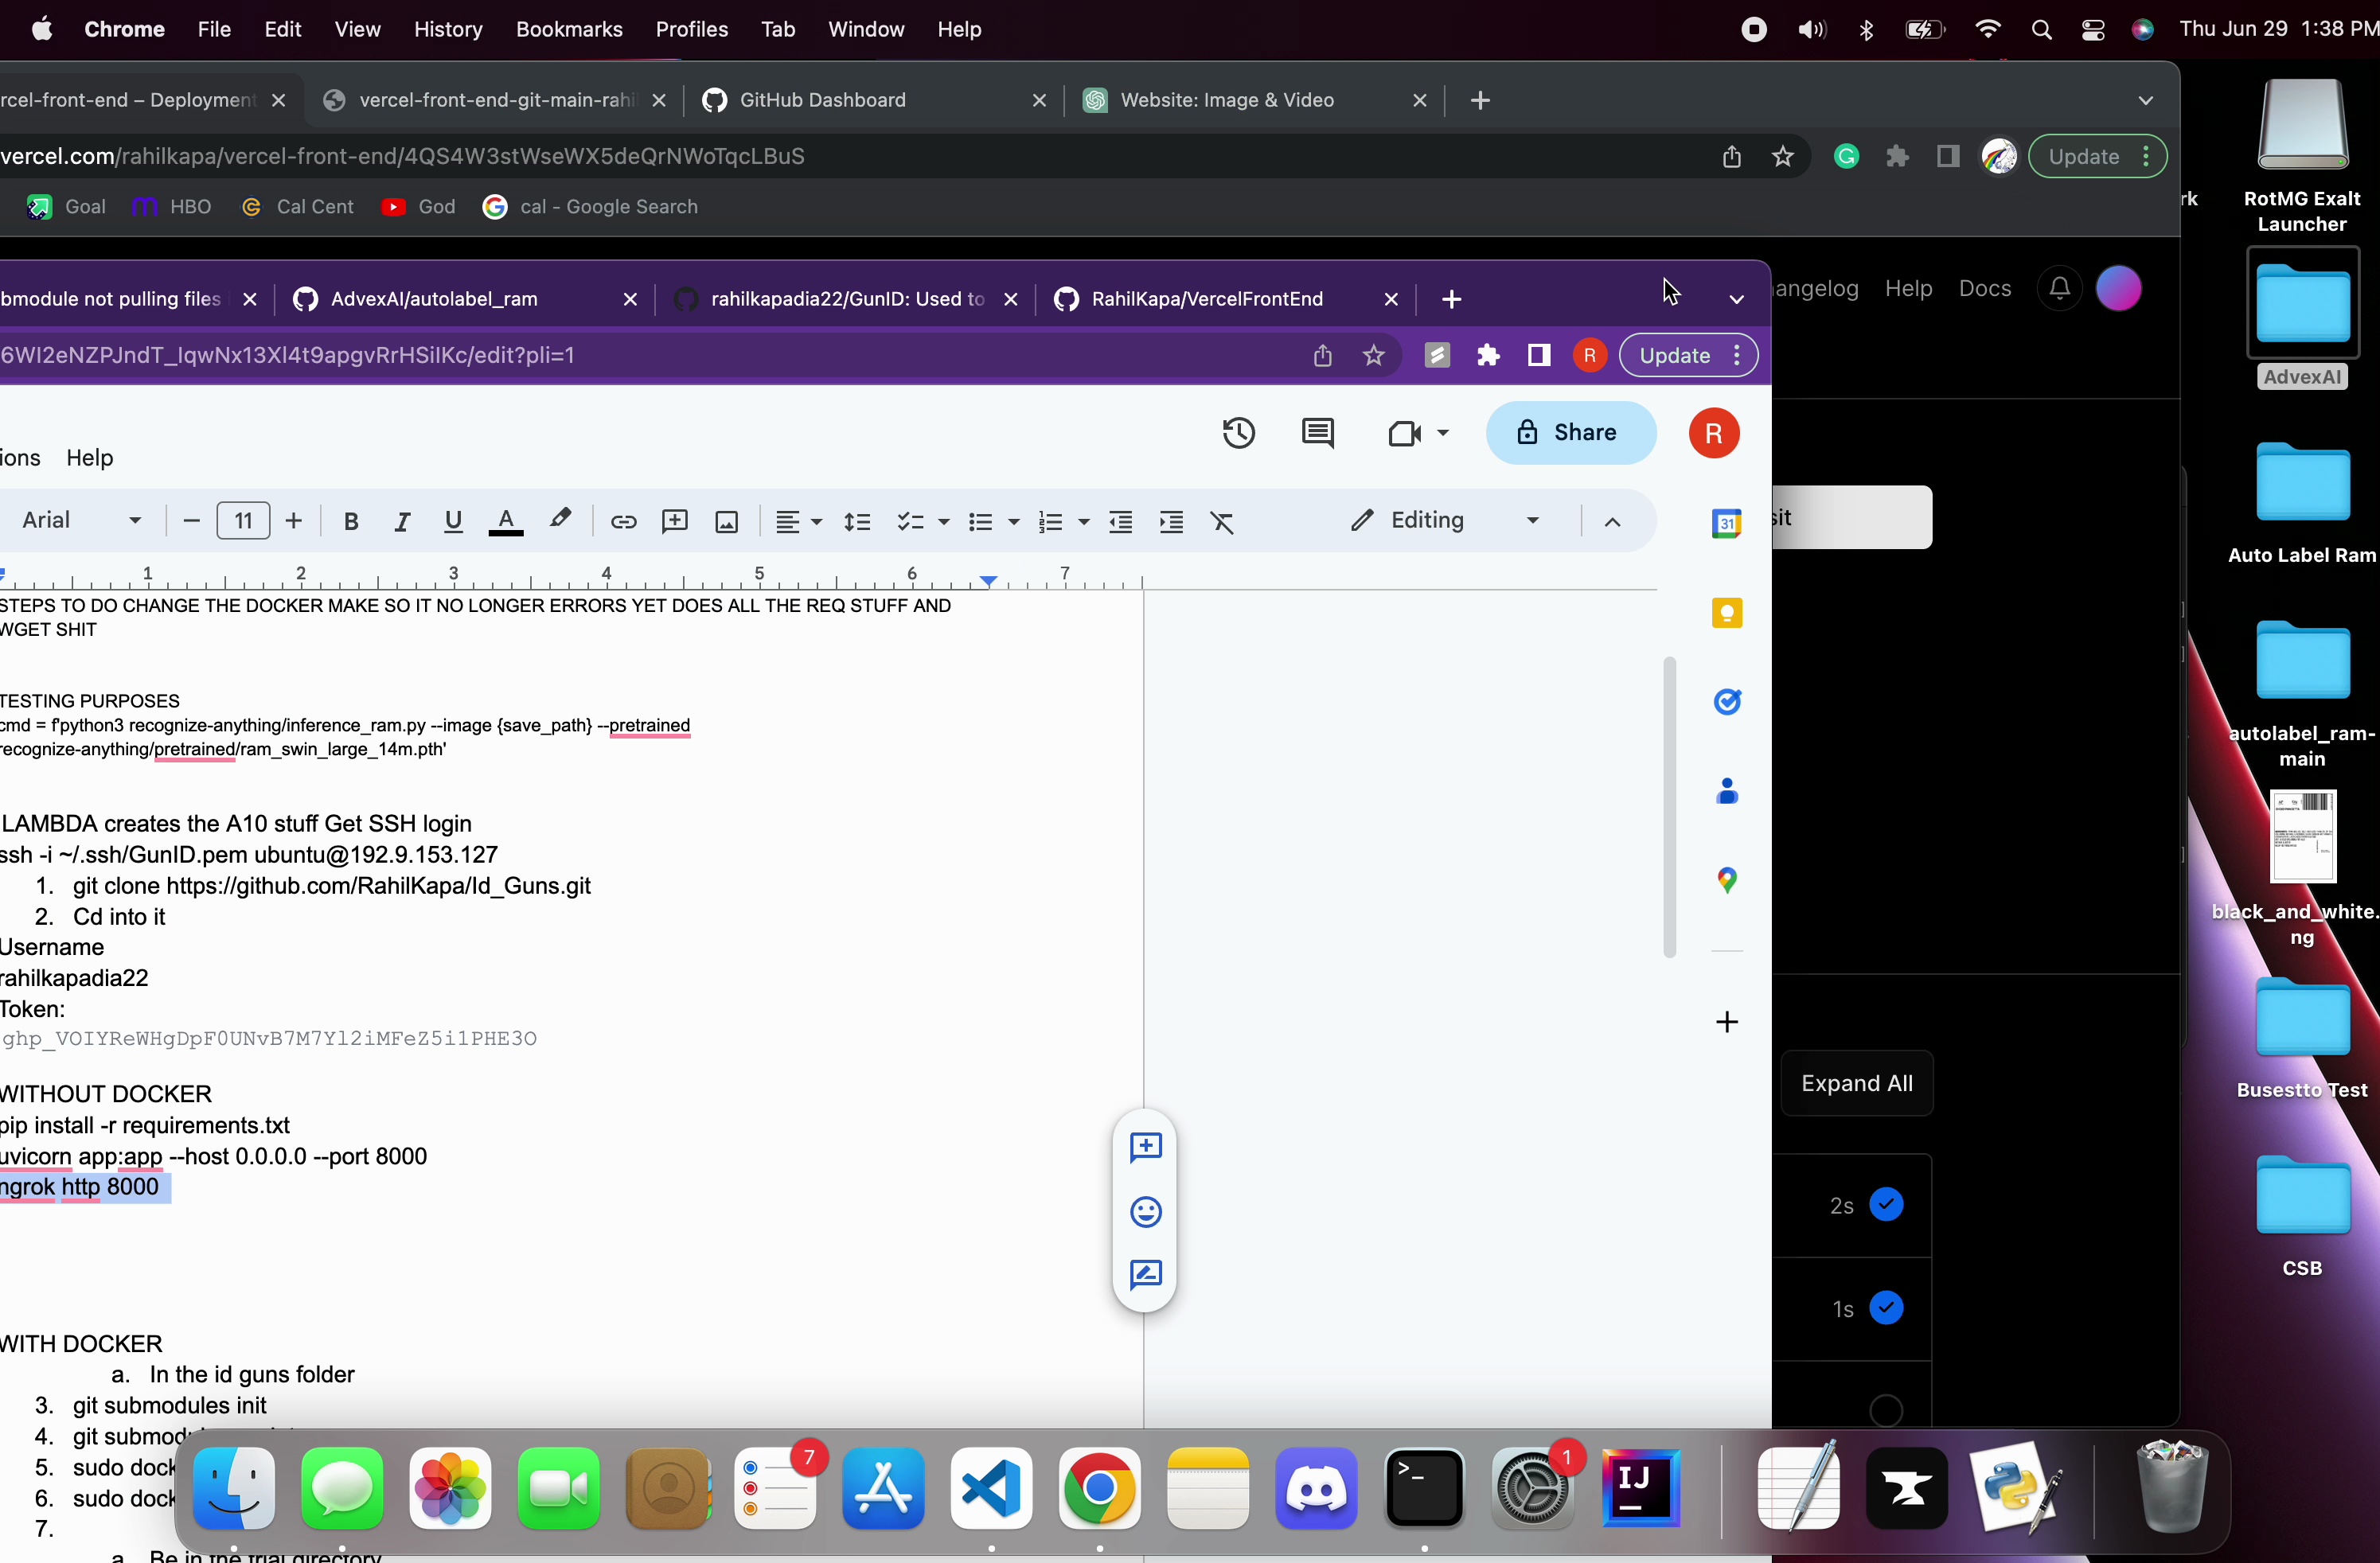 Chrome File Edit View History Bookmarks Profiles Tab Window Help Thu Jun 29 1:38 PM
rcel-front-end – Deployment vercel-front-end-git-main-rahi GitHub Dashboard Website: Image & Video
vercel.com/rahilkapa/vercel-front-end/4QS4W3stWseWX5deQrNWoTqcLBuS Update
Goal HBO Cal Cent God cal - Google Search
rk
RotMG Exalt
Launcher
bmodule not pulling files AdvexAI/autolabel_ram rahilkapadia22/GunID: Used to RahilKapa/VercelFrontEnd
angelog Help Docs
6WI2eNZPJndT_IqwNx13Xl4t9apgvRrHSilKc/edit?pli=1 R Update
AdvexAI
ions Help
Share R
Arial 11 B I U A Editing
31
sit
1 2 3 4 5 6 7
Auto Label Ram
STEPS TO DO CHANGE THE DOCKER MAKE SO IT NO LONGER ERRORS YET DOES ALL THE REQ STUFF AND
WGET SHIT
TESTING PURPOSES
cmd = f'python3 recognize-anything/inference_ram.py --image {save_path} --pretrained
recognize-anything/pretrained/ram_swin_large_14m.pth'
autolabel_ram-
main
LAMBDA creates the A10 stuff Get SSH login
ssh -i ~/.ssh/GunID.pem ubuntu@192.9.153.127
1. git clone https://github.com/RahilKapa/Id_Guns.git
2. Cd into it
black_and_white.
ng
Username
rahilkapadia22
Token:
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
WITHOUT DOCKER
pip install -r requirements.txt
uvicorn app:app --host 0.0.0.0 --port 8000
ngrok http 8000
Expand All
Busestto Test
2s
1s
CSB
WITH DOCKER
a. In the id guns folder
3. git submodules init
4. git submod
5. sudo dock
6. sudo dock
7.
a. Be in the trial directory
7
1
IJ